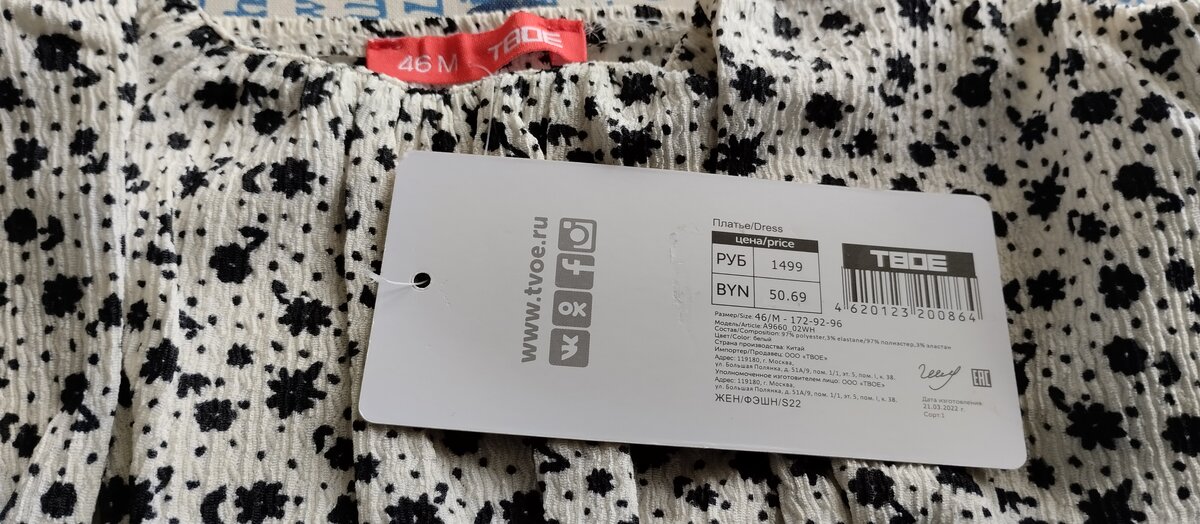 46 M ТВОЕ
www.tvoe.ru
Платье/Dress
цена/price
РУБ 1499
BYN 50.69
ТВОЕ
4 620123 200864
Размер/Size: 46/M - 172-92-96
Модель/Article: A9660_02WH
Состав/Composition: 97% polyester,3% elastane/97% полиэстер,3% эластан
Цвет/Color: белый
Страна производства: Китай
Импортер/Продавец: ООО «ТВОЕ»
Адрес: 119180, г. Москва,
ул. Большая Полянка, д. 51А/9, пом. 1/1, эт. 5, пом. I, к. 38.
Уполномоченное изготовителем лицо: ООО «ТВОЕ»
Адрес: 119180, г. Москва,
ул. Большая Полянка, д. 51А/9, пом. 1/1, эт. 5, пом. I, к. 38.
ЖЕН/ФЭШН/S22
EAC
Дата изготовления:
21.03.2022 г.
Сорт:1